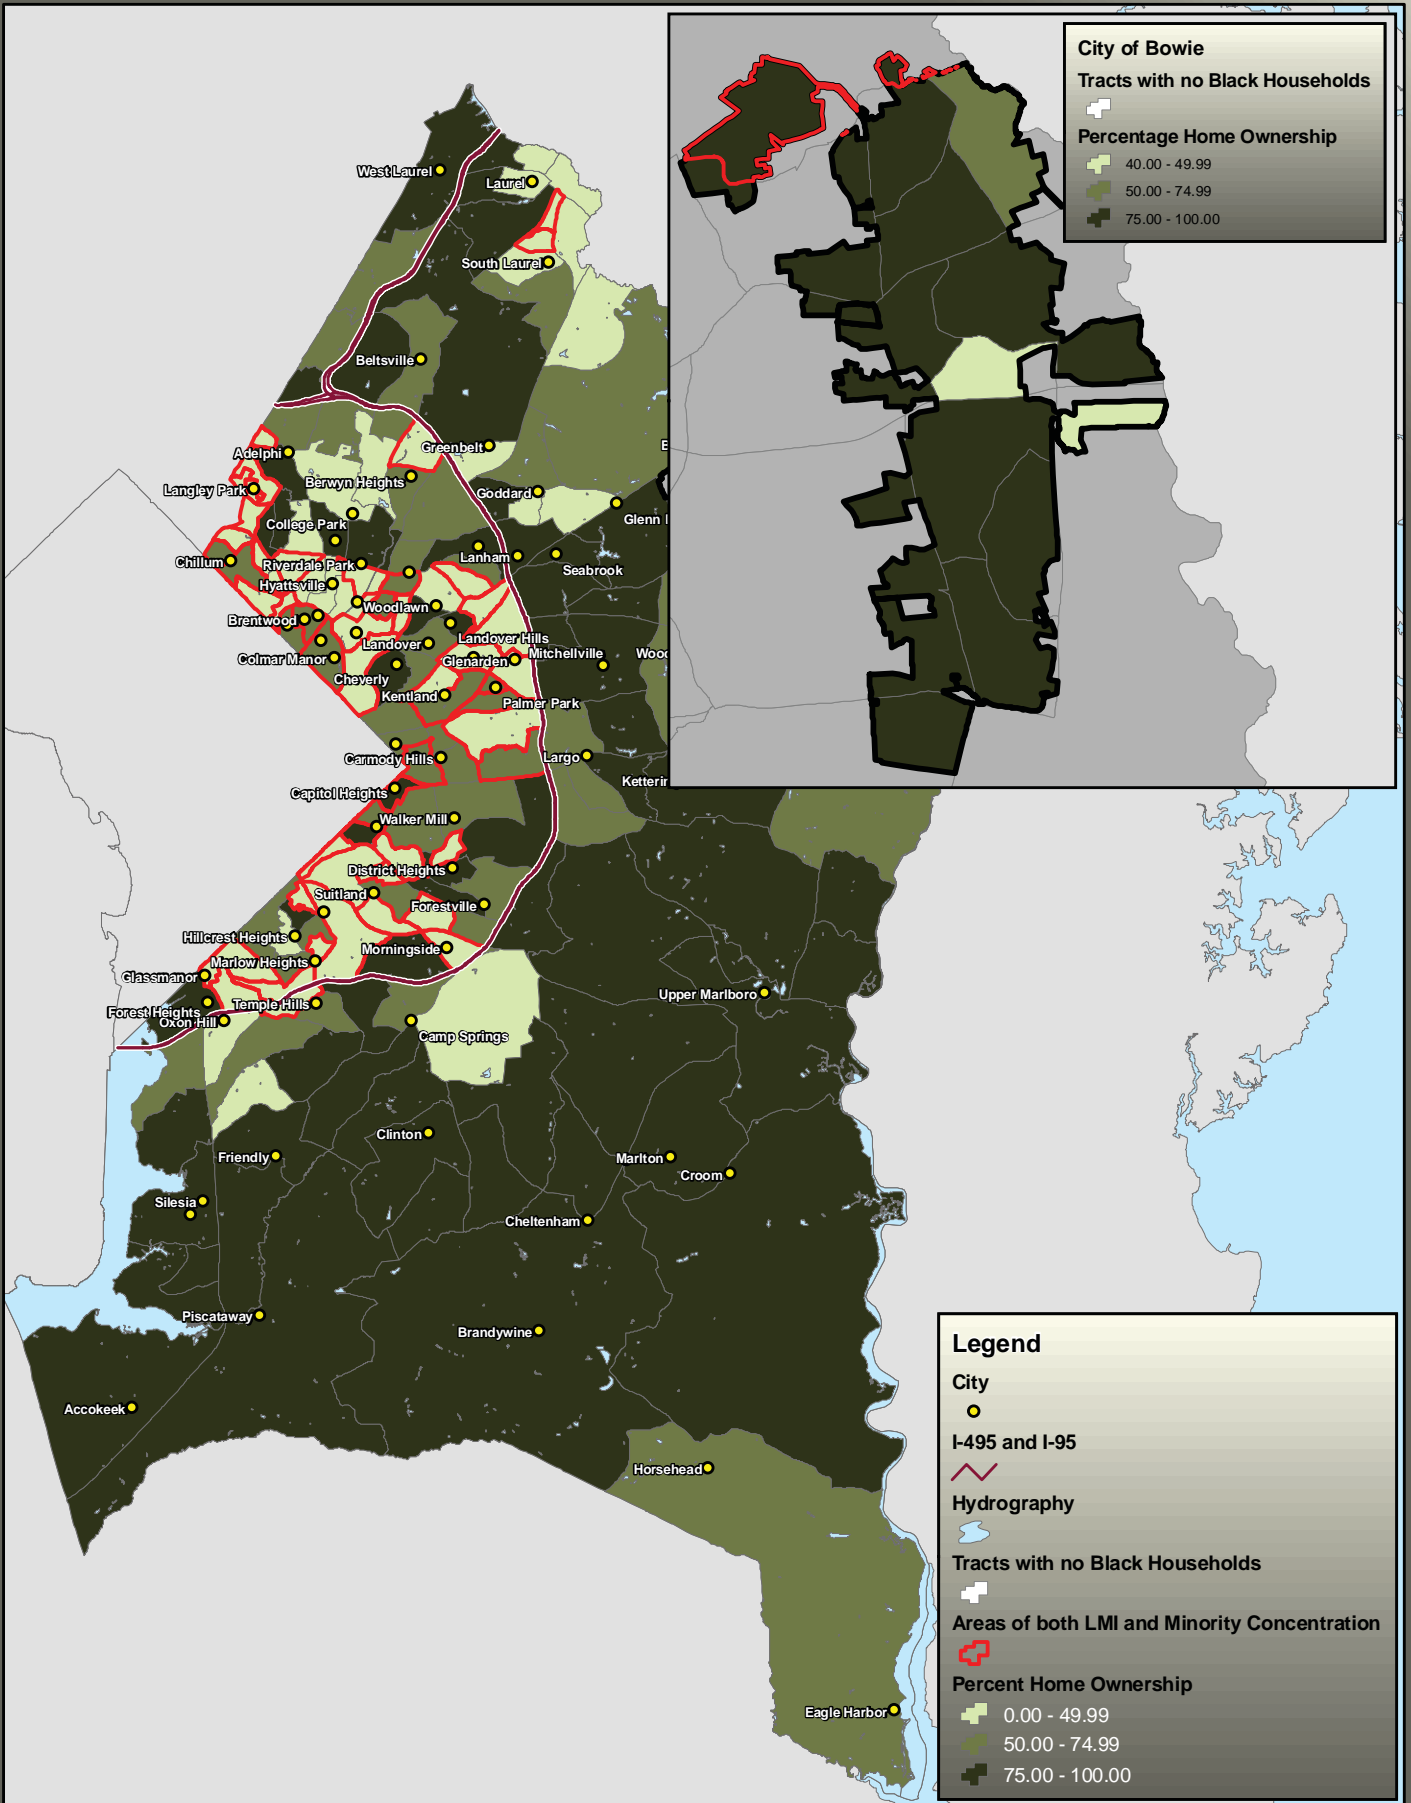 City of Bowie
Tracts with no Black Households
Percentage Home Ownership
40.00 - 49.99
50.00 - 74.99
75.00 - 100.00
West Laurel
Laurel
South Laurel
Beltsville
Greenbelt
Adelphi
Berwyn Heights
Langley Park
Goddard
College Park
Glenn
Lanham
Chillum
Riverdale Park
Seabrook
Hyattsville
Woodlawn
Brentwood
Landover Hills
Landover
Mitchellville
Wood
Colmar Manor
Glenarden
Cheverly
Kentland
Palmer Park
Carmody Hills
Largo
Ketterin
Capitol Heights
Walker Mill
District Heights
Suitland
Forestville
Hillcrest Heights
Morningside
Marlow Heights
Glassmanor
Upper Marlboro
Temple Hills
Forest Heights
Oxon Hill
Camp Springs
Clinton
Friendly
Marlton
Croom
Silesia
Cheltenham
Piscataway
Brandywine
Accokeek
Horsehead
Eagle Harbor
Legend
City
I-495 and I-95
Hydrography
Tracts with no Black Households
Areas of both LMI and Minority Concentration
Percent Home Ownership
0.00 - 49.99
50.00 - 74.99
75.00 - 100.00